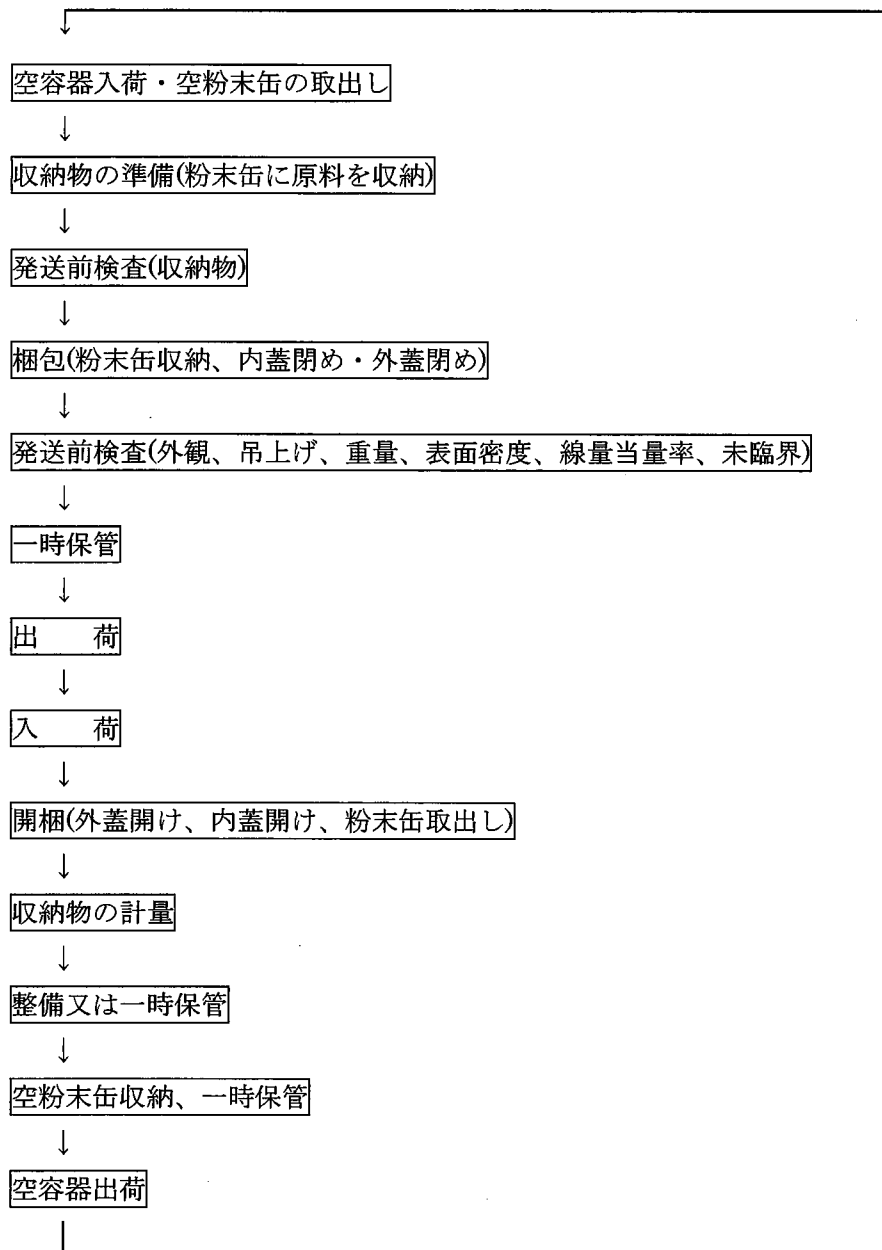 空容器入荷・空粉末缶の取出し
↓
収納物の準備(粉末缶に原料を収納)
↓
発送前検査(収納物)
↓
梱包(粉末缶収納、内蓋閉め・外蓋閉め)
↓
発送前検査(外観、吊上げ、重量、表面密度、線量当量率、未臨界)
↓
一時保管
↓
出　荷
↓
入　荷
↓
開梱(外蓋開け、内蓋開け、粉末缶取出し)
↓
収納物の計量
↓
整備又は一時保管
↓
空粉末缶収納、一時保管
↓
空容器出荷